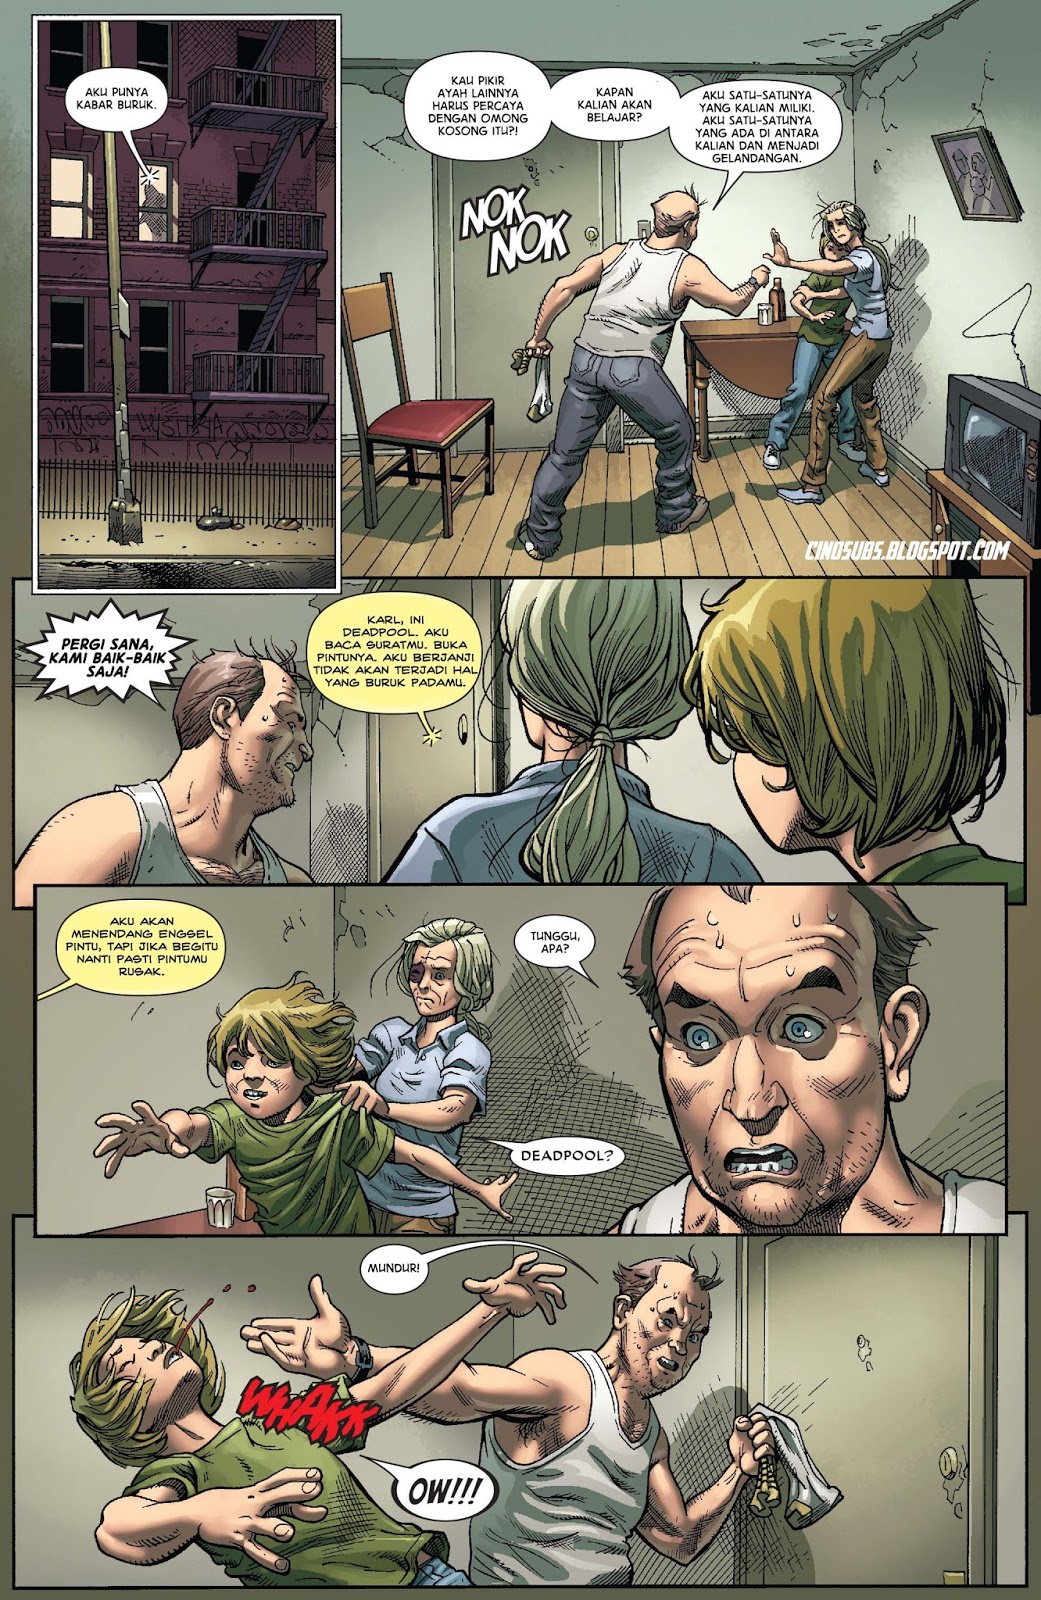 AKU PUNYA
KABAR BURUK.
KAU PIKIR
AYAH LAINNYA
HARUS PERCAYA
DENGAN OMONG
KOSONG ITU?!
KAPAN
KALIAN AKAN
BELAJAR?
AKU SATU-SATUNYA
YANG KALIAN MILIKI.
AKU SATU-SATUNYA
YANG ADA DI ANTARA
KALIAN DAN MENJADI
GELANDANGAN.
NOK
NOK
CINOSUBS.BLOGSPOT.COM
PERGI SANA,
KAMI BAIK-BAIK
SAJA!
KARL, INI
DEADPOOL. AKU
BACA SURATMU. BUKA
PINTUNYA. AKU BERJANJI
TIDAK AKAN TERJADI HAL
YANG BURUK PADAMU.
AKU AKAN
MENENDANG ENGSEL
PINTU, TAPI JIKA BEGITU
NANTI PASTI PINTUMU
RUSAK.
TUNGGU,
APA?
DEADPOOL?
MUNDUR!
WHAKK
OW!!!